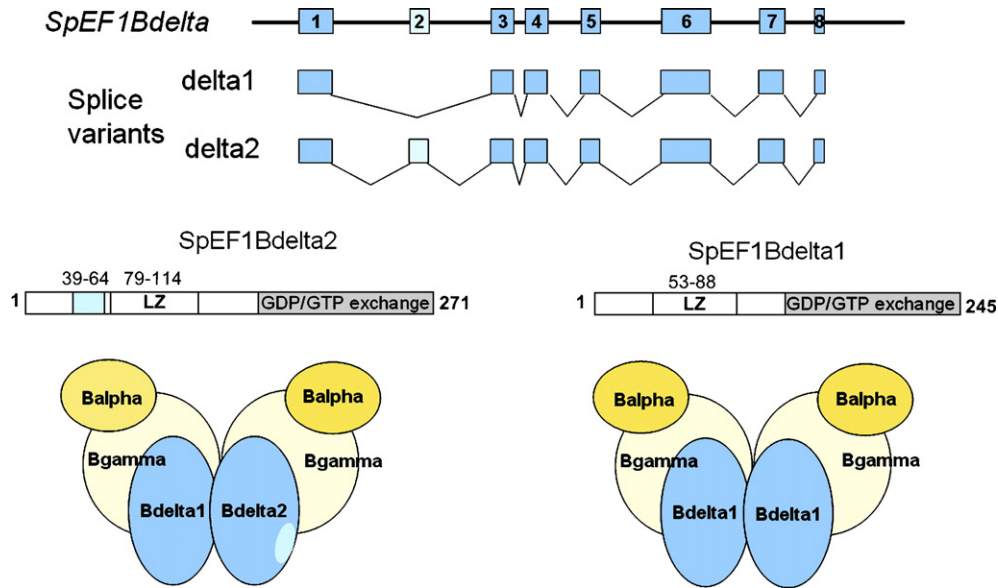 SpEF1Bdelta 1 2 3 4 5 6 7 8
delta1
Splice
variants
delta2
SpEF1Bdelta2
39-64 79-114
1 LZ GDP/GTP exchange 271
SpEF1Bdelta1
53-88
1 LZ GDP/GTP exchange 245
Balpha Balpha
Bgamma Bgamma
Bdelta1 Bdelta2
Balpha Balpha
Bgamma Bgamma
Bdelta1 Bdelta1